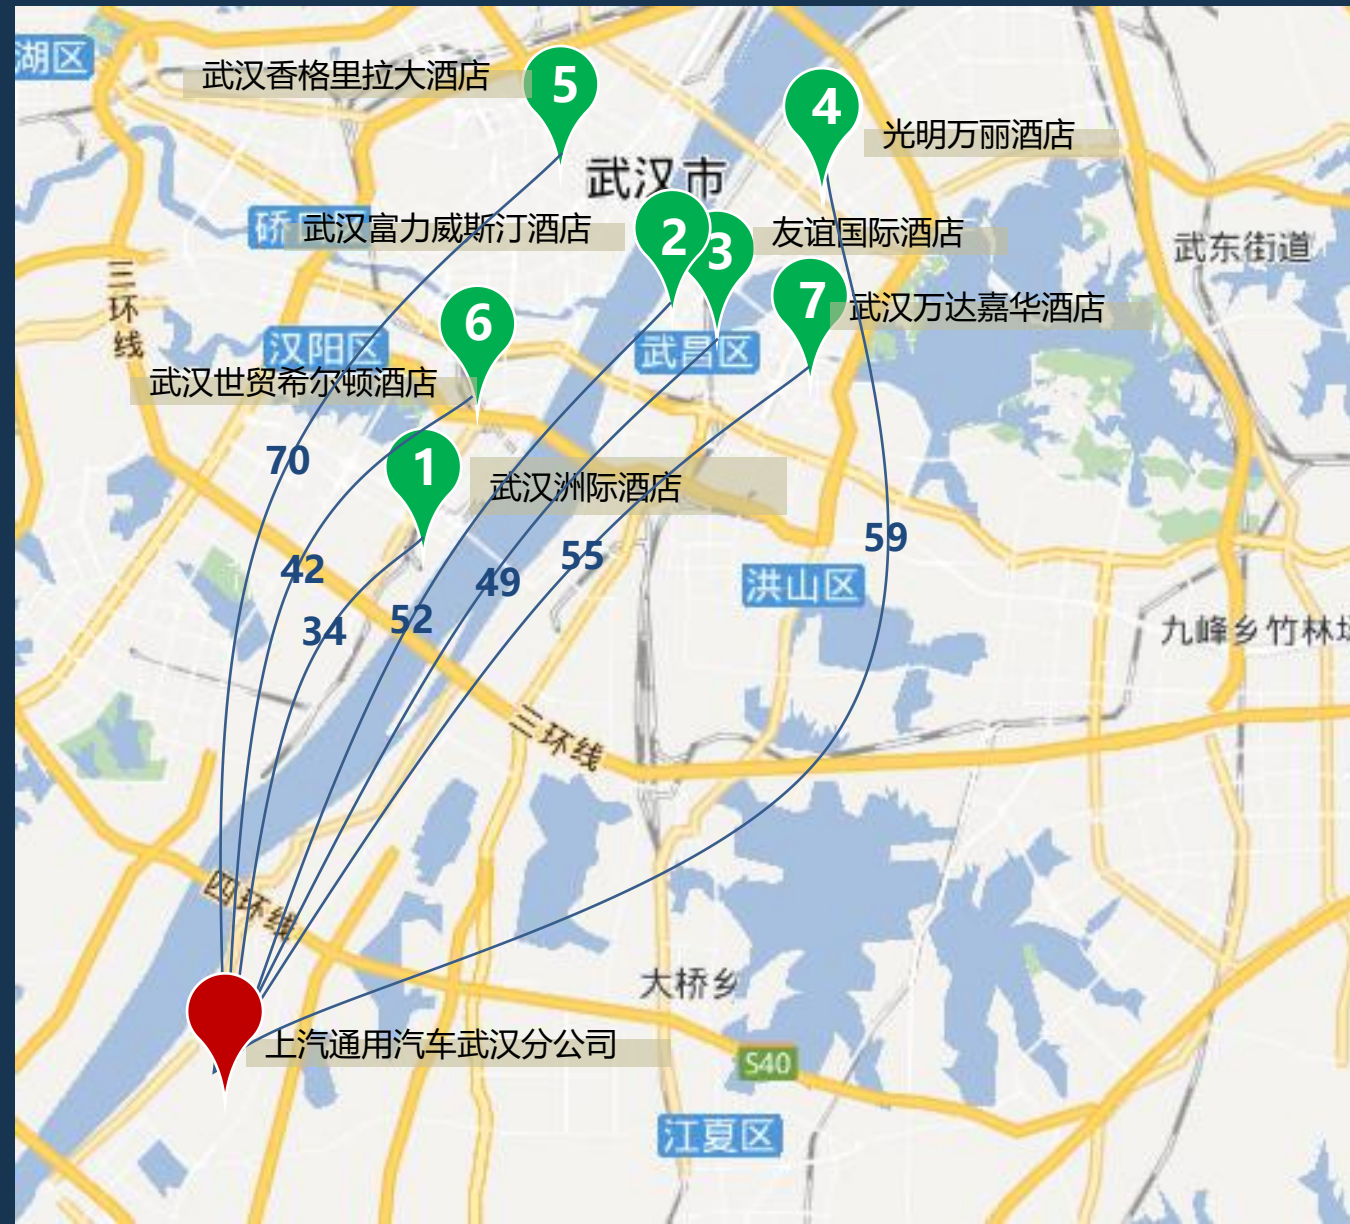 湖区
武汉香格里拉大酒店
5
4
光明万丽酒店
武汉市
武汉富力威斯汀酒店
2
3
友谊国际酒店
武东街道
三环线
6
7
武汉万达嘉华酒店
汉阳区
武昌区
武汉世贸希尔顿酒店
70
1
武汉洲际酒店
42
55
59
49
洪山区
34
52
九峰乡
竹林
三环线
四环线
大桥乡
上汽通用汽车武汉分公司
S40
江夏区